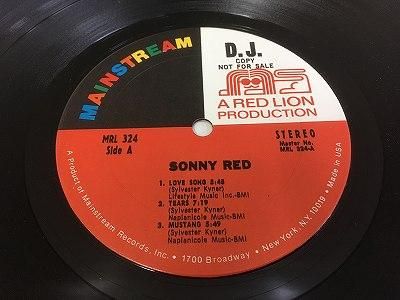 MAINSTREAM
D.J.
COPY
NOT FOR SALE
A RED LION
PRODUCTION
MRL 324
Side A
STEREO
Master No.
MRL 324-A
SONNY RED
1. LOVE SONG 5:48
(Sylvester Kyner)
Lifestyle Music Inc.-BMI
2. TEARS 7:19
(Sylvester Kyner)
Naplanicole Music-BMI
3. MUSTANG 5:49
(Sylvester Kyner)
Naplanicole Music-BMI
A Product of Mainstream Records, Inc. • 1700 Broadway • New York, N.Y. 10019 • Made in USA